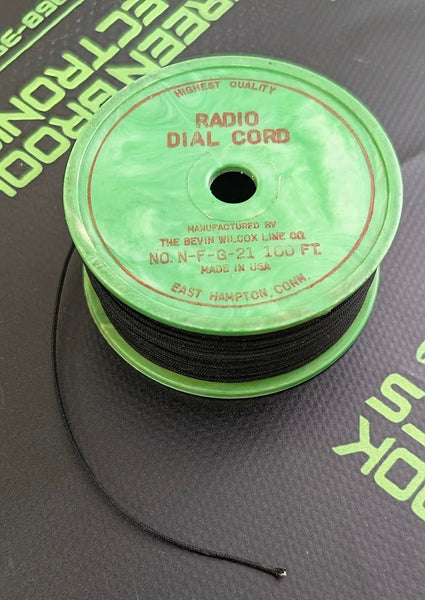 HIGHEST QUALITY
RADIO
DIAL CORD
MANUFACTURED BY
THE BEVIN WILCOX LINE CO.
NO. N-F-G-21 100 FT.
MADE IN USA
EAST HAMPTON, CONN.